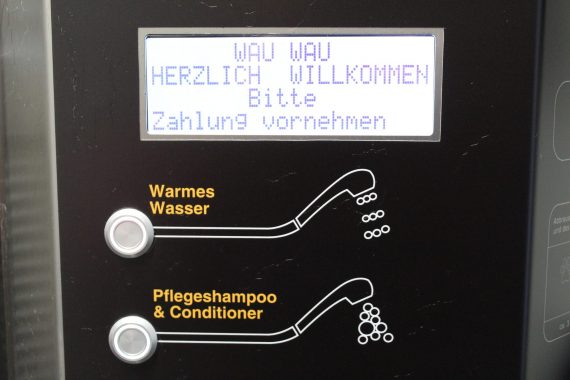 WAU WAU
HERZLICH WILLKOMMEN
Bitte
Zahlung vornehmen
Warmes
Wasser
Pflegeshampoo
& Conditioner